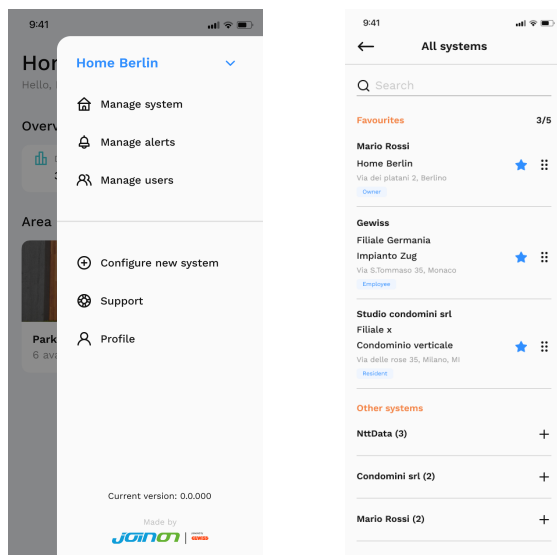 9:41
Hor
Hello,
Overv
Area
Park
6 ava
Home Berlin
Manage system
Manage alerts
Manage users
Configure new system
Support
Profile
Current version: 0.0.000
Made by
JOINON
9:41
All systems
Search
Favourites 3/5
Mario Rossi
Home Berlin
Via dei platani 2, Berlino
Owner
Gewiss
Filiale Germania
Impianto Zug
Via S.Tommaso 35, Monaco
Employee
Studio condomini srl
Filiale x
Condominio verticale
Via delle rose 35, Milano, MI
Resident
Other systems
NttData (3)
Condomini srl (2)
Mario Rossi (2)